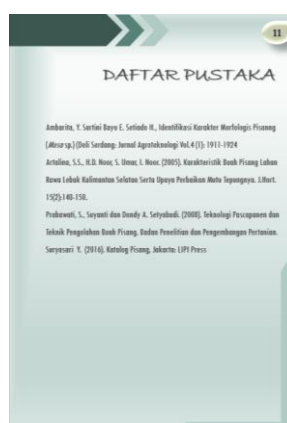 11
DAFTAR PUSTAKA
Ambarita, Y. Sartini Bayu E. Setiado H., Identifikasi Karakter Morfologis Pisanng
(Musa sp.) (Deli Serdang: Jurnal Agroteknologi Vol.4 (1): 1911-1924
Artalina, S.S., H.D. Noor, S. Umar, I. Noor. (2005). Karakteristik Buah Pisang Lahan
Rawa Lebak Kalimantan Selatan Serta Upaya Perbaikan Mutu Tepungnya. J.Hort.
15(2):140-150.
Prabawati, S., Suyanti dan Dondy A. Setyabudi. (2008). Teknologi Pascapanen dan
Teknik Pengolahan Buah Pisang. Badan Penelitian dan Pengembangan Pertanian.
Suryasari Y. (2016). Katalog Pisang, Jakarta: LIPI Press